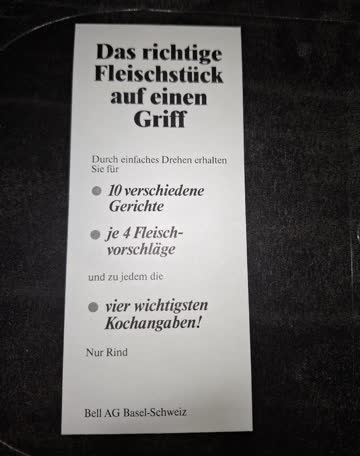 Das richtige
Fleischstück
auf einen
Griff
Durch einfaches Drehen erhalten
Sie für
10 verschiedene
Gerichte
je 4 Fleisch-
vorschläge
und zu jedem die
vier wichtigsten
Kochangaben!
Nur Rind
Bell AG Basel-Schweiz